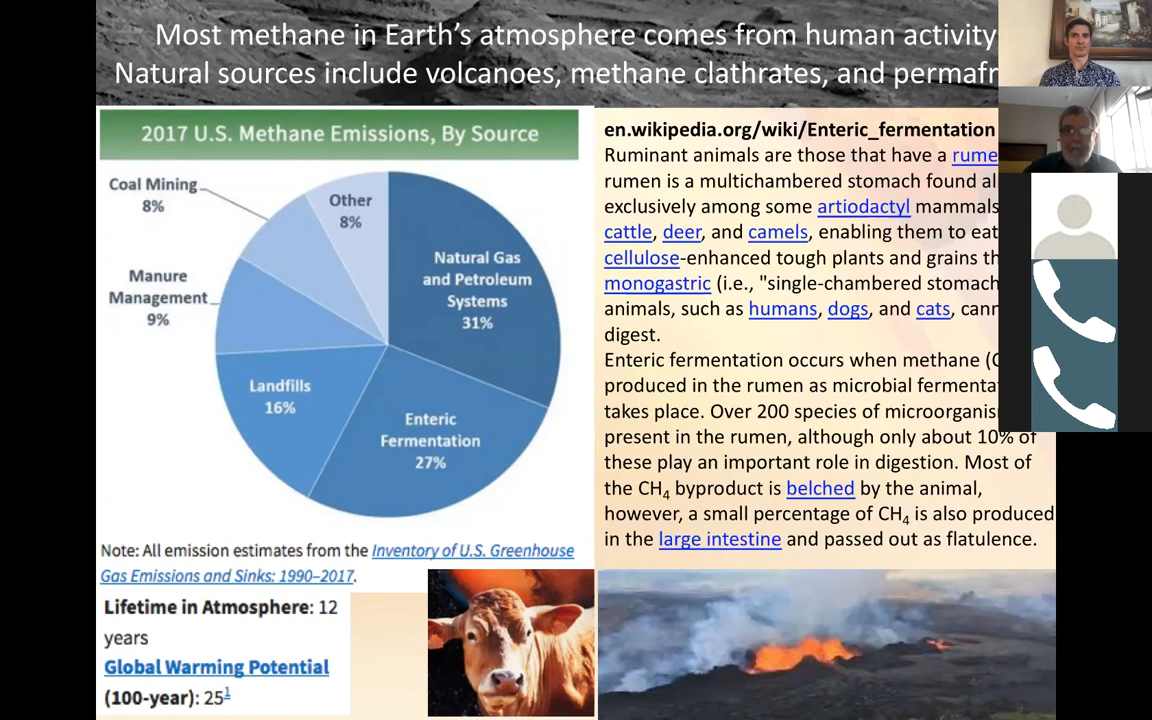 Most methane in Earth's atmosphere comes from human activity
Natural sources include volcanoes, methane clathrates, and
2017 U.S. Methane Emissions, By Source
Coal Mining
8%
Other
8%
Natural Gas
and Petroleum
Systems
31%
Manure
Management
9%
Landfills
16%
Enteric
Fermentation
27%
Note: All emission estimates from the Inventory of U.S. Greenhouse
Gas Emissions and Sinks: 1990–2017.
Lifetime in Atmosphere: 12
years
Global Warming Potential
(100-year): 25¹
en.wikipedia.org/wiki/Enteric_fermentation
Ruminant animals are those that have a
rumen is a multichambered stomach found
exclusively among some artiodactyl mammals
cattle, deer, and camels, enabling them to eat
cellulose-enhanced tough plants and grains
monogastric (i.e., "single-chambered stomach
animals, such as humans, dogs, and cats,
digest.
Enteric fermentation occurs when methane
produced in the rumen as microbial
takes place. Over 200 species of
present in the rumen, although only about 10% of
these play an important role in digestion. Most of
the CH₄ byproduct is belched by the animal,
however, a small percentage of CH₄ is also produced
in the large intestine and passed out as flatulence.